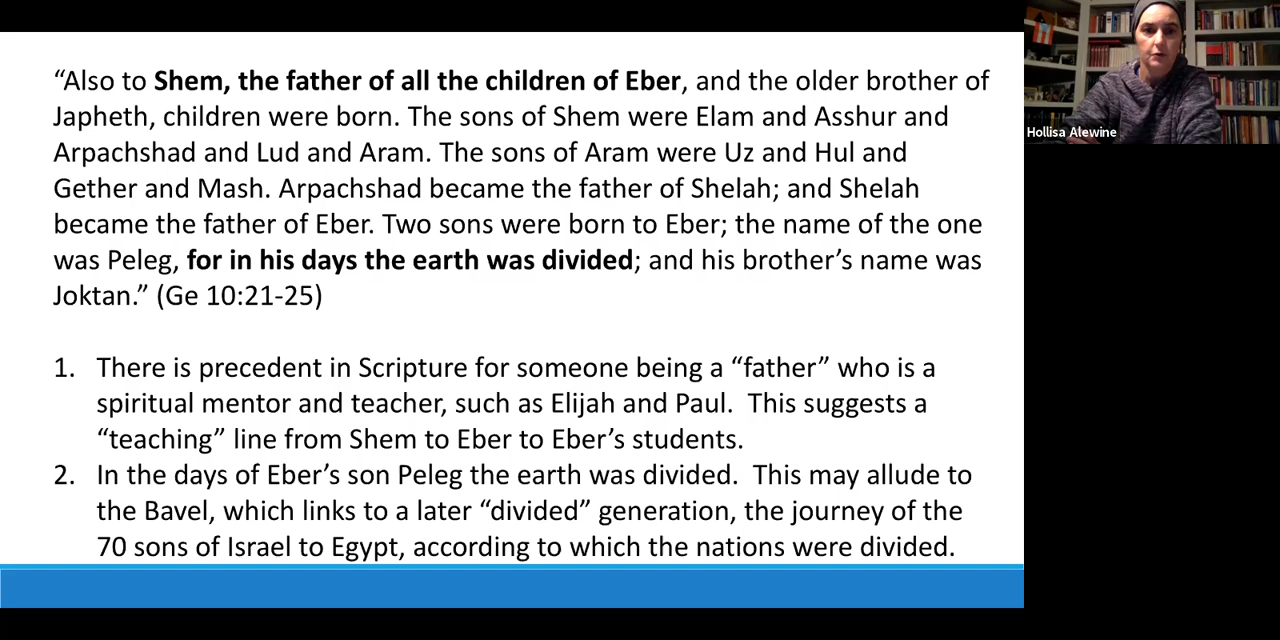 “Also to Shem, the father of all the children of Eber, and the older brother of
Japheth, children were born. The sons of Shem were Elam and Asshur and
Arpachshad and Lud and Aram. The sons of Aram were Uz and Hul and
Gether and Mash. Arpachshad became the father of Shelah; and Shelah
became the father of Eber. Two sons were born to Eber; the name of the one
was Peleg, for in his days the earth was divided; and his brother’s name was
Joktan.” (Ge 10:21-25)
1. There is precedent in Scripture for someone being a “father” who is a
spiritual mentor and teacher, such as Elijah and Paul.  This suggests a
“teaching” line from Shem to Eber to Eber’s students.
2. In the days of Eber’s son Peleg the earth was divided.  This may allude to
the Bavel, which links to a later “divided” generation, the journey of the
70 sons of Israel to Egypt, according to which the nations were divided.
Hollisa Alewine